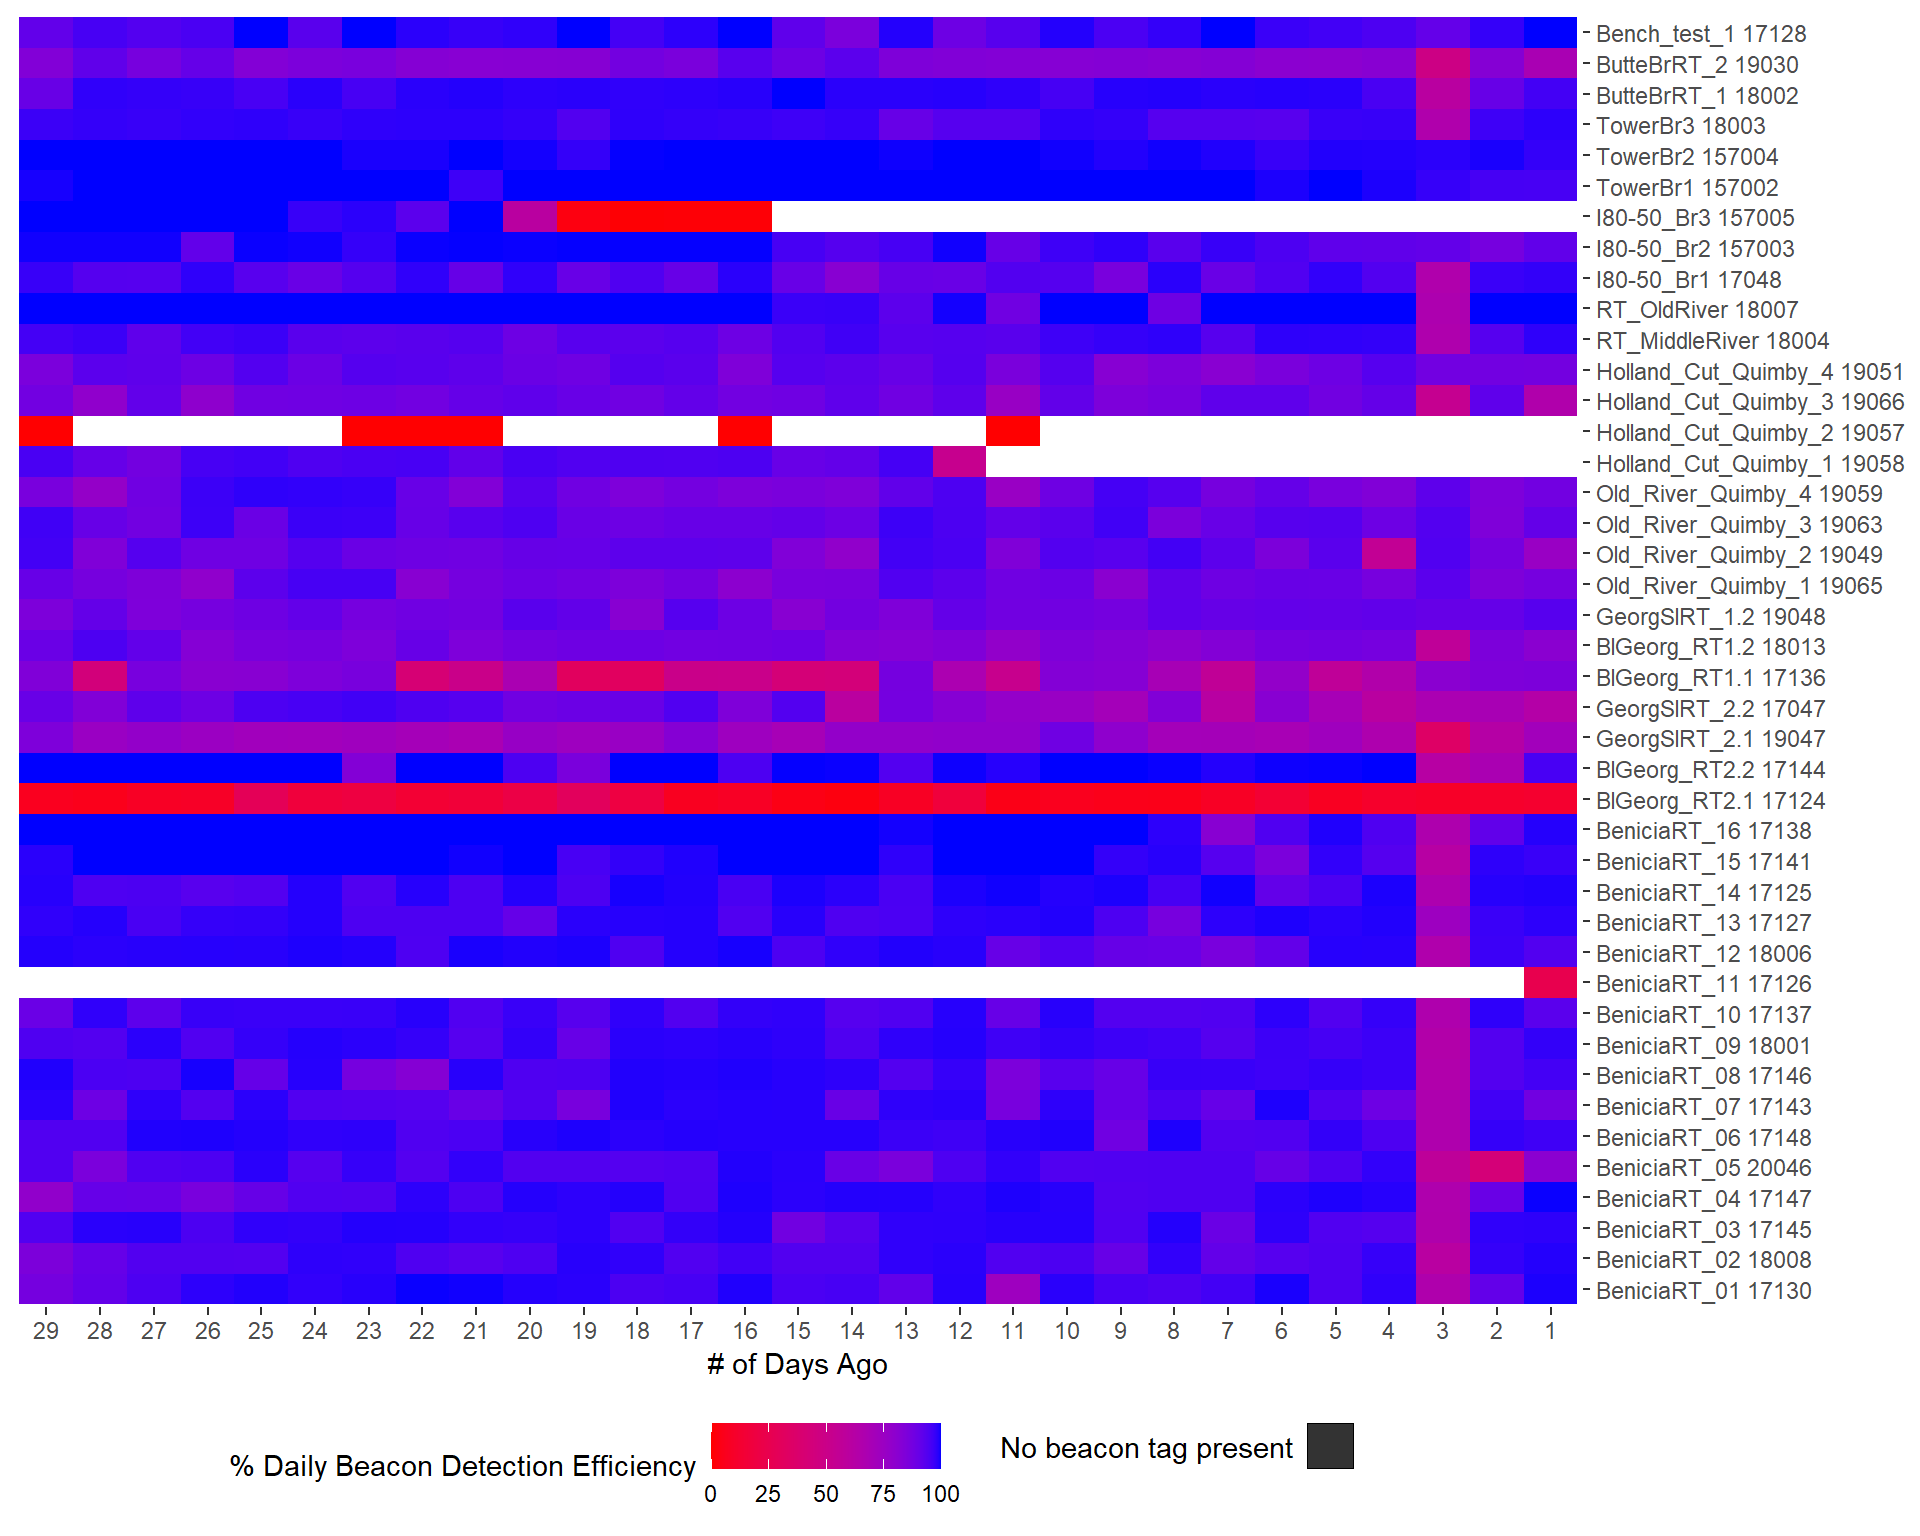 Bench_test_1 17128
ButteBrRT_2 19030
ButteBrRT_1 18002
TowerBr3 18003
TowerBr2 157004
TowerBr1 157002
I80-50_Br3 157005
I80-50_Br2 157003
I80-50_Br1 17048
RT_OldRiver 18007
RT_MiddleRiver 18004
Holland_Cut_Quimby_4 19051
Holland_Cut_Quimby_3 19066
Holland_Cut_Quimby_2 19057
Holland_Cut_Quimby_1 19058
Old_River_Quimby_4 19059
Old_River_Quimby_3 19063
Old_River_Quimby_2 19049
Old_River_Quimby_1 19065
GeorgSlRT_1.2 19048
BlGeorg_RT1.2 18013
BlGeorg_RT1.1 17136
GeorgSlRT_2.2 17047
GeorgSlRT_2.1 19047
BlGeorg_RT2.2 17144
BlGeorg_RT2.1 17124
BeniciaRT_16 17138
BeniciaRT_15 17141
BeniciaRT_14 17125
BeniciaRT_13 17127
BeniciaRT_12 18006
BeniciaRT_11 17126
BeniciaRT_10 17137
BeniciaRT_09 18001
BeniciaRT_08 17146
BeniciaRT_07 17143
BeniciaRT_06 17148
BeniciaRT_05 20046
BeniciaRT_04 17147
BeniciaRT_03 17145
BeniciaRT_02 18008
BeniciaRT_01 17130
29 28 27 26 25 24 23 22 21 20 19 18 17 16 15 14 13 12 11 10 9 8 7 6 5 4 3 2 1
# of Days Ago
% Daily Beacon Detection Efficiency
0 25 50 75 100
No beacon tag present